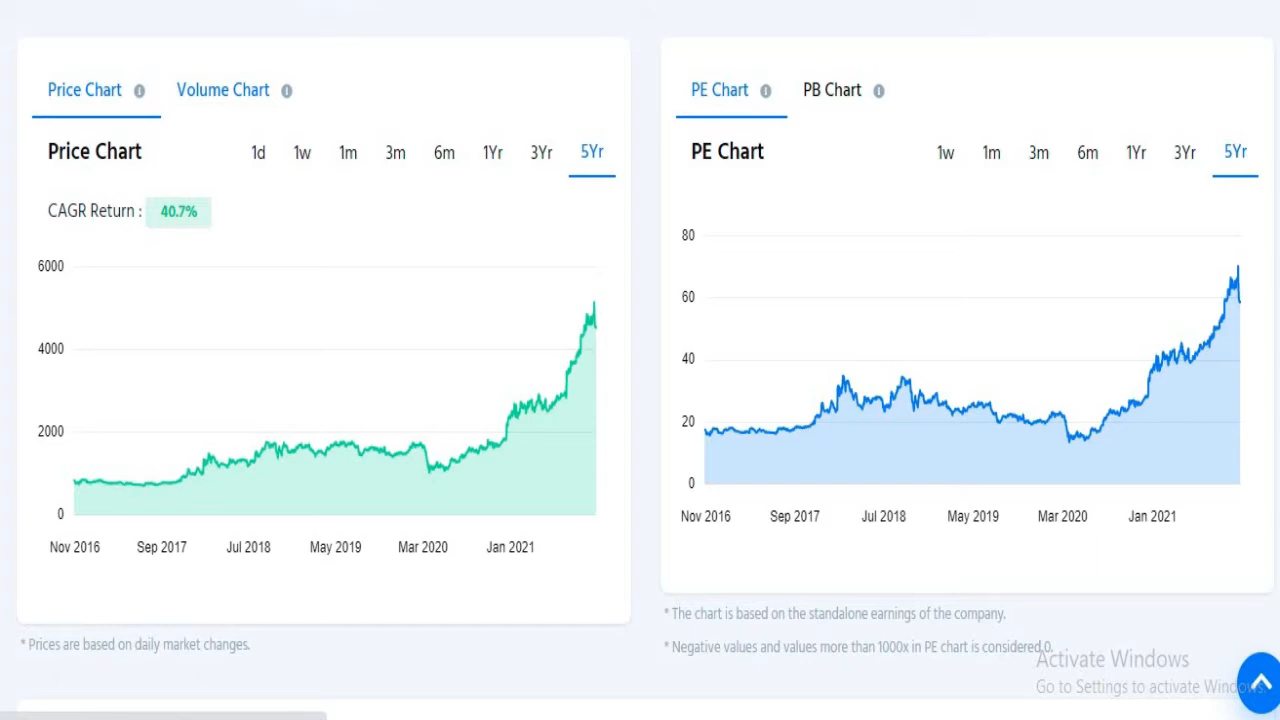 Price Chart Volume Chart
Price Chart 1d 1w 1m 3m 6m 1Yr 3Yr 5Yr
CAGR Return : 40.7%
6000
4000
2000
0
Nov 2016 Sep 2017 Jul 2018 May 2019 Mar 2020 Jan 2021
* Prices are based on daily market changes.
PE Chart PB Chart
PE Chart 1w 1m 3m 6m 1Yr 3Yr 5Yr
80
60
40
20
0
Nov 2016 Sep 2017 Jul 2018 May 2019 Mar 2020 Jan 2021
* The chart is based on the standalone earnings of the company.
* Negative values and values more than 1000x in PE chart is considered 0.
Activate Windows
Go to Settings to activate Windows.